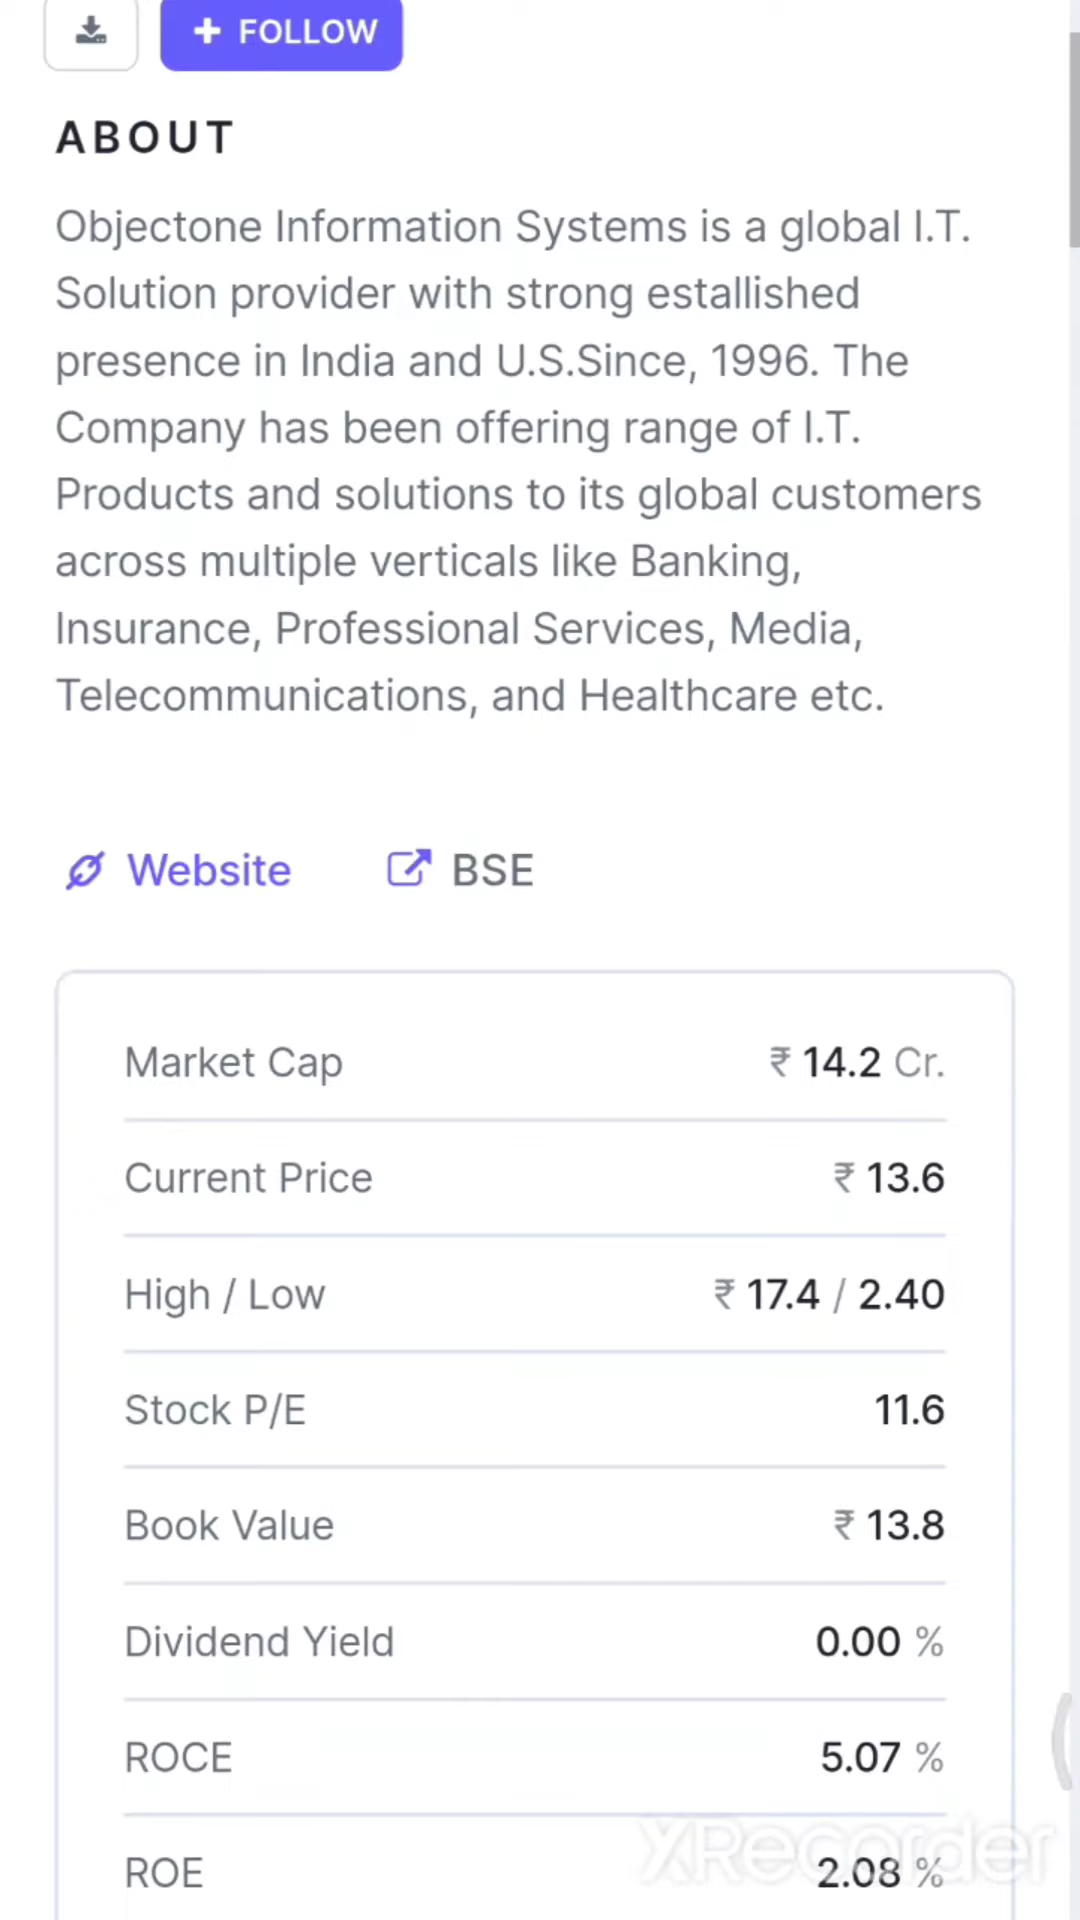 FOLLOW
ABOUT
Objectone Information Systems is a global I.T.
Solution provider with strong estallished
presence in India and U.S.Since, 1996. The
Company has been offering range of I.T.
Products and solutions to its global customers
across multiple verticals like Banking,
Insurance, Professional Services, Media,
Telecommunications, and Healthcare etc.
Website BSE
Market Cap ₹ 14.2 Cr.
Current Price ₹ 13.6
High / Low ₹ 17.4 / 2.40
Stock P/E 11.6
Book Value ₹ 13.8
Dividend Yield 0.00 %
ROCE 5.07 %
XRecorder
ROE 2.08 %